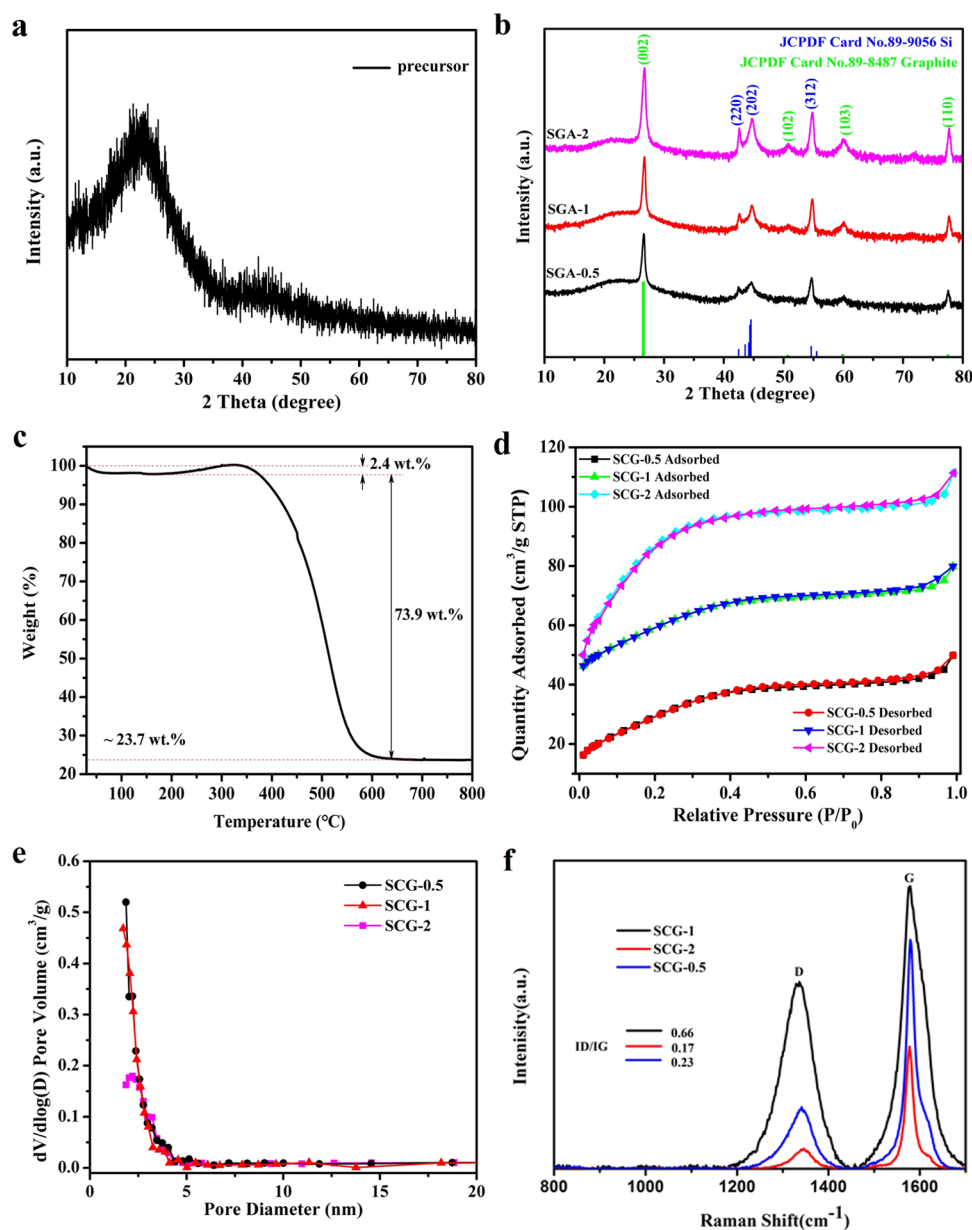 a
precursor
Intensity (a.u.)
10 20 30 40 50 60 70 80
2 Theta (degree)
b
JCPDF Card No.89-9056 Si
JCPDF Card No.89-8487 Graphite
(002)
(220)
(202)
(102)
(312)
(103)
(110)
SGA-2
SGA-1
SGA-0.5
Intensity (a.u.)
10 20 30 40 50 60 70 80
2 Theta (degree)
c
100
90
80
70
60
50
40
30
20
2.4 wt.%
73.9 wt.%
~ 23.7 wt.%
Weight (%)
100 200 300 400 500 600 700 800
Temperature (℃)
d
120
100
80
60
40
20
SCG-0.5 Adsorbed
SCG-1 Adsorbed
SCG-2 Adsorbed
SCG-0.5 Desorbed
SCG-1 Desorbed
SCG-2 Desorbed
Quantity Adsorbed (cm³/g STP)
0.0 0.2 0.4 0.6 0.8 1.0
Relative Pressure (P/P₀)
e
0.6
0.5
0.4
0.3
0.2
0.1
0.0
SCG-0.5
SCG-1
SCG-2
dV/dlog(D) Pore Volume (cm³/g)
0 5 10 15 20
Pore Diameter (nm)
f
D
G
SCG-1
SCG-2
SCG-0.5
ID/IG
0.66
0.17
0.23
Intenisity(a.u.)
800 1000 1200 1400 1600
Raman Shift(cm⁻¹)